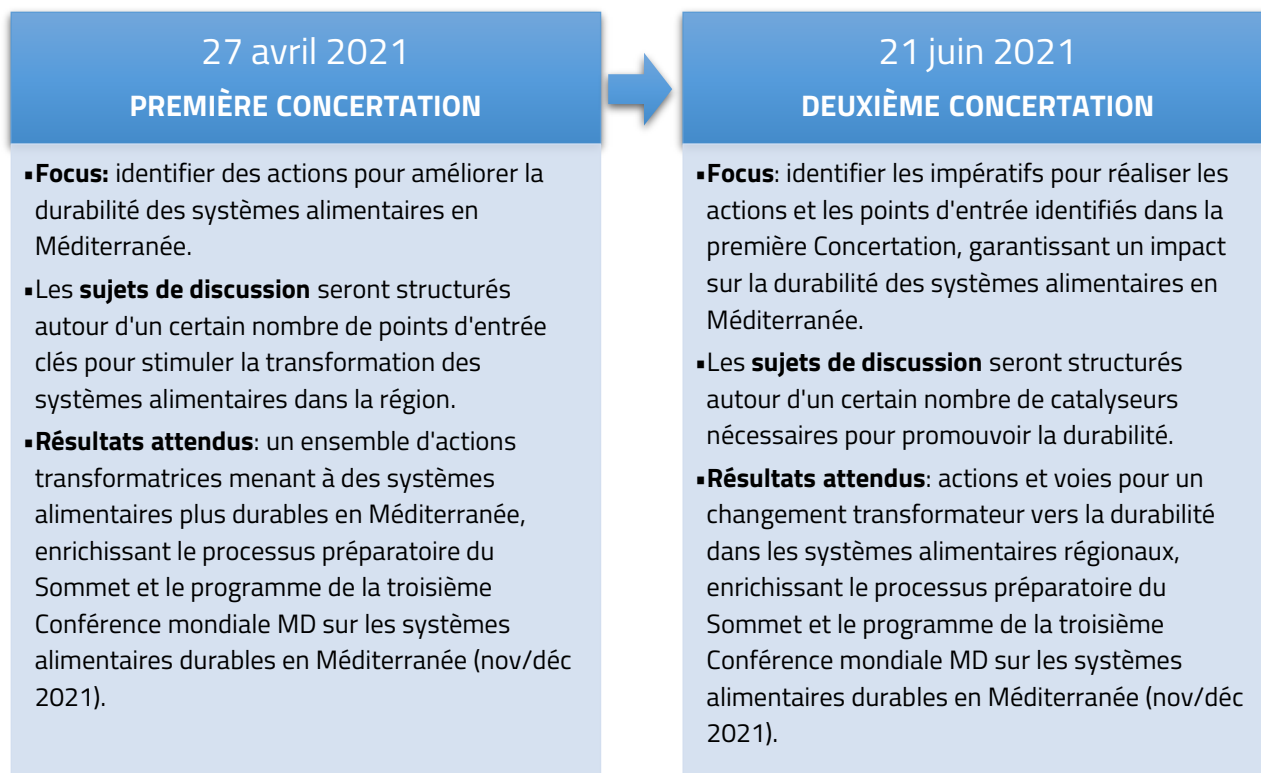 27 avril 2021
PREMIÈRE CONCERTATION
▪Focus: identifier des actions pour améliorer la
durabilité des systèmes alimentaires en
Méditerranée.
▪Les sujets de discussion seront structurés
autour d'un certain nombre de points d'entrée
clés pour stimuler la transformation des
systèmes alimentaires dans la région.
▪Résultats attendus: un ensemble d'actions
transformatrices menant à des systèmes
alimentaires plus durables en Méditerranée,
enrichissant le processus préparatoire du
Sommet et le programme de la troisième
Conférence mondiale MD sur les systèmes
alimentaires durables en Méditerranée (nov/déc
2021).
21 juin 2021
DEUXIÈME CONCERTATION
▪Focus: identifier les impératifs pour réaliser les
actions et les points d'entrée identifiés dans la
première Concertation, garantissant un impact
sur la durabilité des systèmes alimentaires en
Méditerranée.
▪Les sujets de discussion seront structurés
autour d'un certain nombre de catalyseurs
nécessaires pour promouvoir la durabilité.
▪Résultats attendus: actions et voies pour un
changement transformateur vers la durabilité
dans les systèmes alimentaires régionaux,
enrichissant le processus préparatoire du
Sommet et le programme de la troisième
Conférence mondiale MD sur les systèmes
alimentaires durables en Méditerranée (nov/déc
2021).